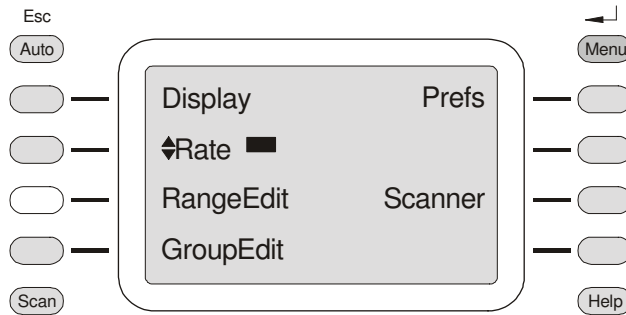 Esc
Auto
Menu
Display Prefs
Rate
RangeEdit Scanner
GroupEdit
Scan
Help